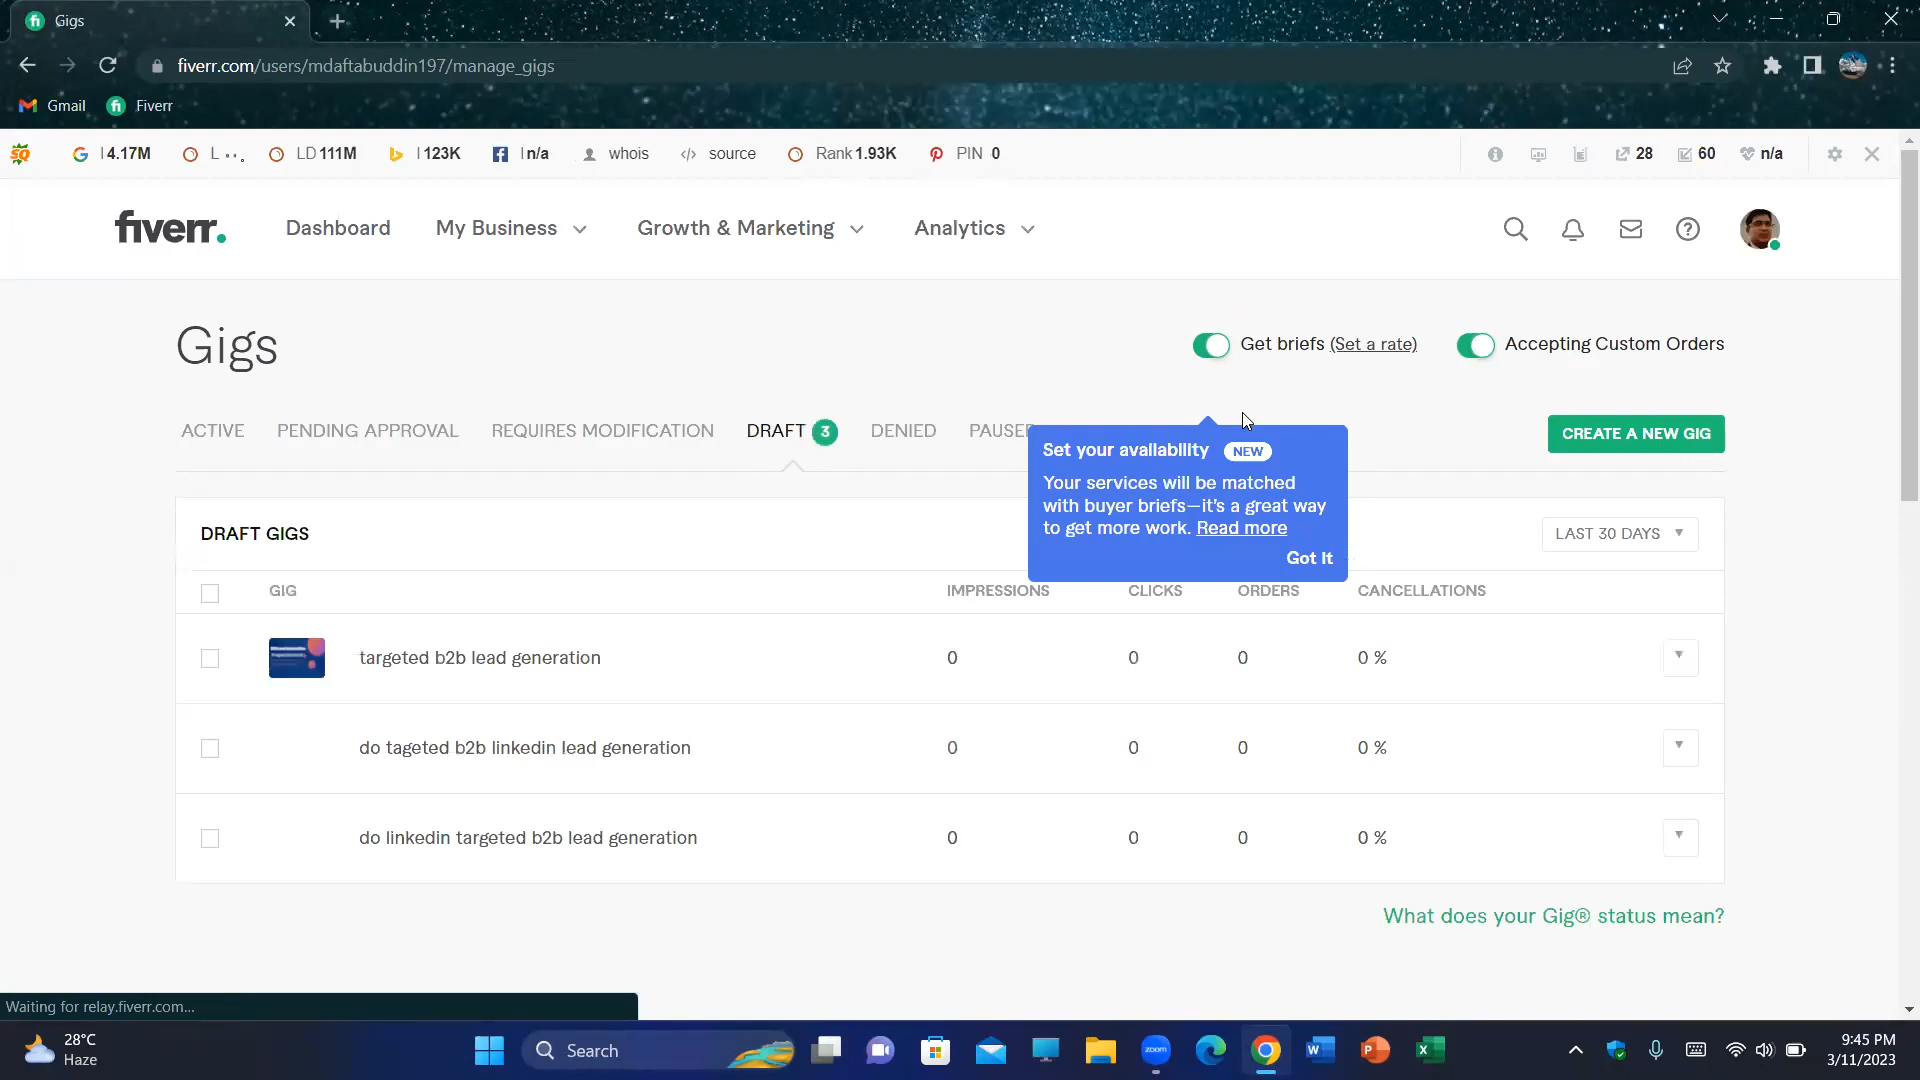 Gigs
fiverr.com/users/mdaftabuddin197/manage_gigs
Gmail Fiverr
I 4.17M L LD 111M I 123K I n/a whois source Rank 1.93K PIN 0 28 60 n/a
fiverr. Dashboard My Business Growth & Marketing Analytics
Gigs
Get briefs (Set a rate) Accepting Custom Orders
ACTIVE PENDING APPROVAL REQUIRES MODIFICATION DRAFT 3 DENIED PAUSED CREATE A NEW GIG
Set your availability NEW
Your services will be matched
with buyer briefs—it's a great way
to get more work. Read more
Got it
DRAFT GIGS LAST 30 DAYS
GIG IMPRESSIONS CLICKS ORDERS CANCELLATIONS
targeted b2b lead generation 0 0 0 0 %
do tageted b2b linkedin lead generation 0 0 0 0 %
do linkedin targeted b2b lead generation 0 0 0 0 %
What does your Gig® status mean?
Waiting for relay.fiverr.com...
28°C
Haze
Search
zoom
9:45 PM
3/11/2023